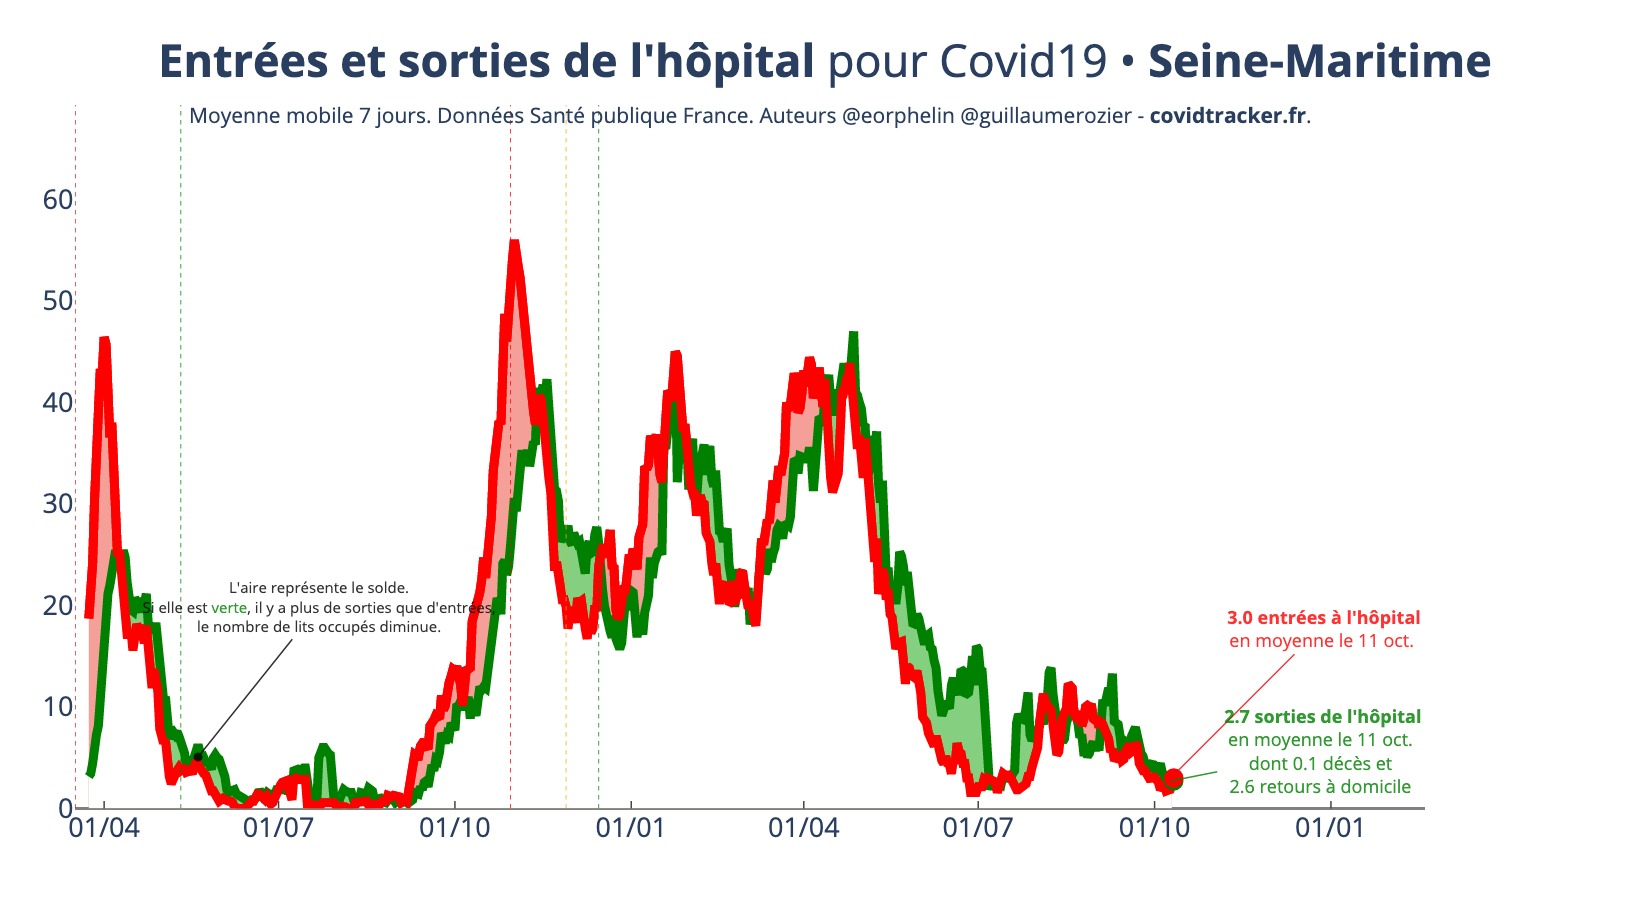 Entrées et sorties de l'hôpital pour Covid19 • Seine-Maritime
Moyenne mobile 7 jours. Données Santé publique France. Auteurs @eorphelin @guillaumerozier - covidtracker.fr.
60
50
40
30
20
10
0
L'aire représente le solde.
Si elle est verte, il y a plus de sorties que d'entrées,
le nombre de lits occupés diminue.
3.0 entrées à l'hôpital
en moyenne le 11 oct.
2.7 sorties de l'hôpital
en moyenne le 11 oct.
dont 0.1 décès et
2.6 retours à domicile
01/04 01/07 01/10 01/01 01/04 01/07 01/10 01/01